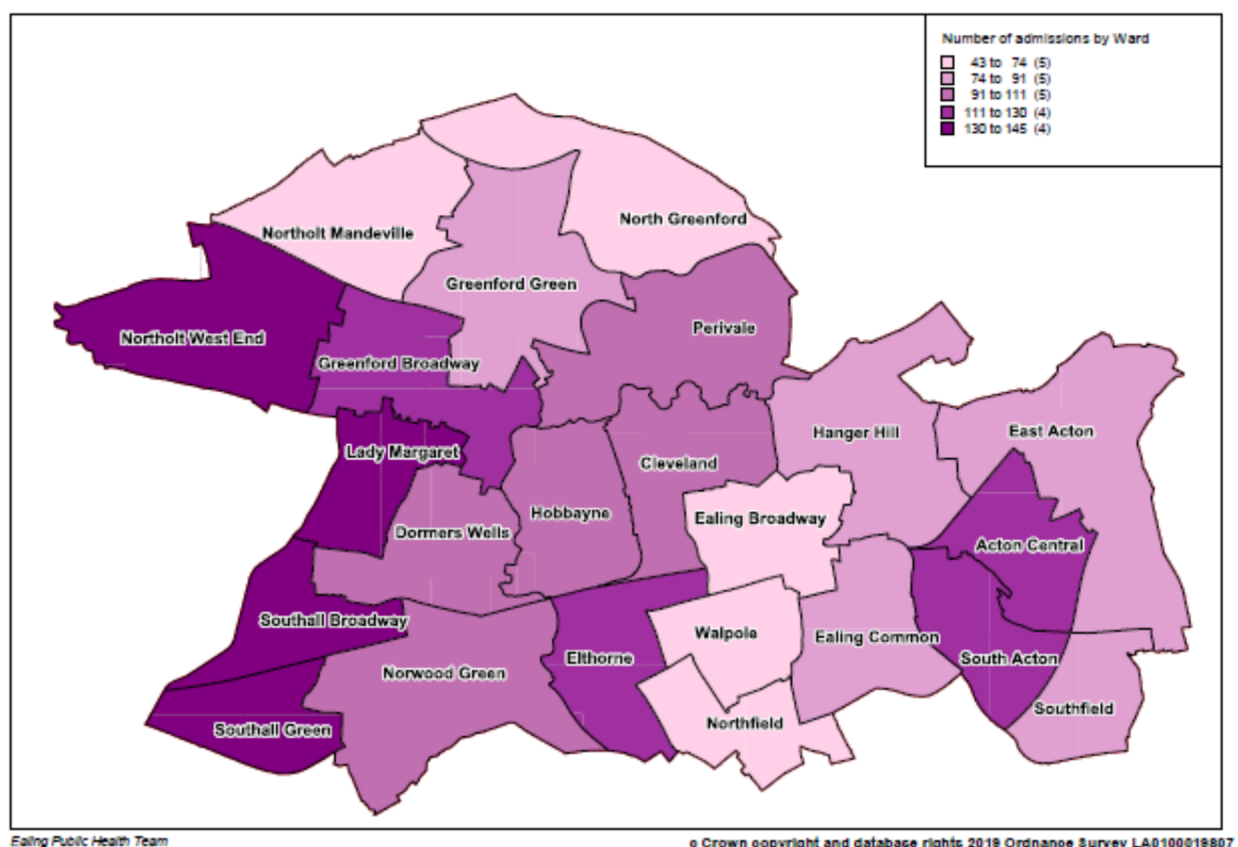 Number of admissions by Ward
43 to 74 (5)
74 to 91 (5)
91 to 111 (5)
111 to 130 (4)
130 to 145 (4)
North Greenford
Northolt Mandeville
Greenford Green
Perivale
Northolt West End
Greenford Broadway
Hanger Hill
East Acton
Lady Margaret
Cleveland
Hobbayne
Ealing Broadway
Dormers Wells
Acton Central
Southall Broadway
Walpole
Ealing Common
Elthorne
South Acton
Norwood Green
Southfield
Northfield
Southall Green
Ealing Public Health Team
c Crown copyright and database rights 2019 Ordnance Survey LA0100019807